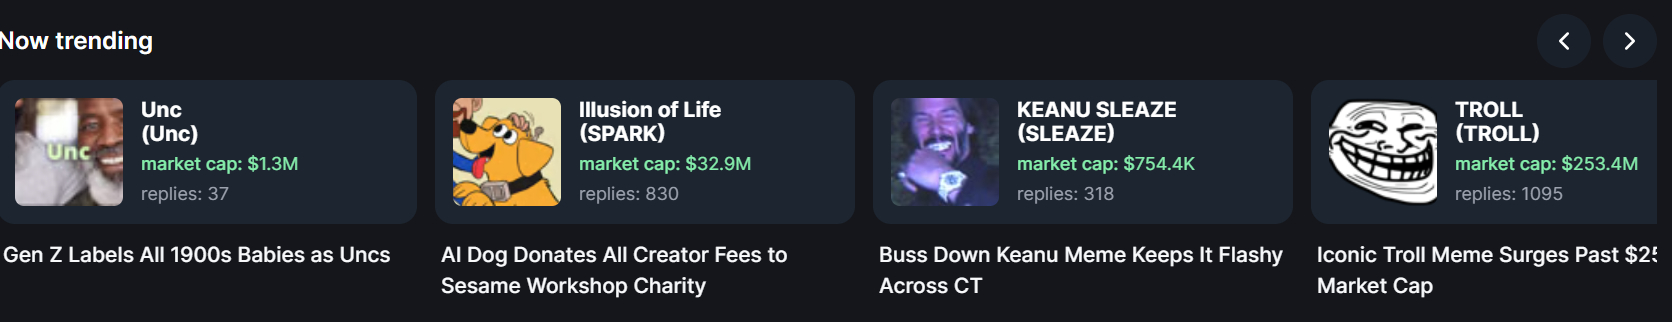 Now trending
Unc
Unc
(Unc)
market cap: $1.3M
replies: 37
Gen Z Labels All 1900s Babies as Uncs
Illusion of Life
(SPARK)
market cap: $32.9M
replies: 830
AI Dog Donates All Creator Fees to
Sesame Workshop Charity
KEANU SLEAZE
(SLEAZE)
market cap: $754.4K
replies: 318
Buss Down Keanu Meme Keeps It Flashy
Across CT
TROLL
(TROLL)
market cap: $253.4M
replies: 1095
Iconic Troll Meme Surges Past $25
Market Cap